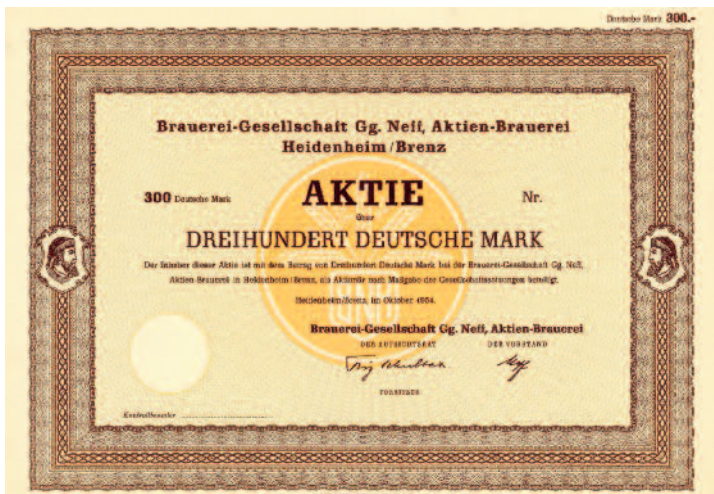 Deutsche Mark 300.-
Brauerei-Gesellschaft Gg. Neff, Aktien-Brauerei
Heidenheim/Brenz
300 Deutsche Mark AKTIE Nr.
über
DREIHUNDERT DEUTSCHE MARK
Der Inhaber dieser Aktie ist mit dem Betrag von Dreihundert Deutsche Mark bei der Brauerei-Gesellschaft Gg. Neff,
Aktien-Brauerei in Heidenheim/Brenz, als Aktionär nach Maßgabe der Gesellschaftssatzungen beteiligt.
Heidenheim/Brenz, im Oktober 1954.
Brauerei-Gesellschaft Gg. Neff, Aktien-Brauerei
DER AUFSICHTSRAT DER VORSTAND
VORSITZER
Kontrollbeamter